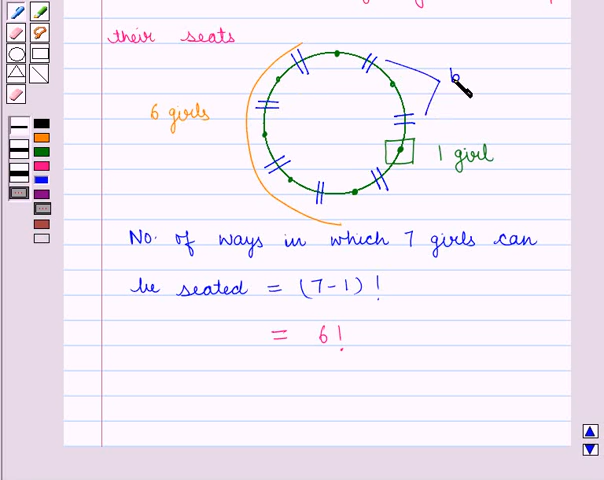 their seats
6 girls
b
1 girl
No. of ways in which 7 girls can
be seated = (7-1)!
= 6!